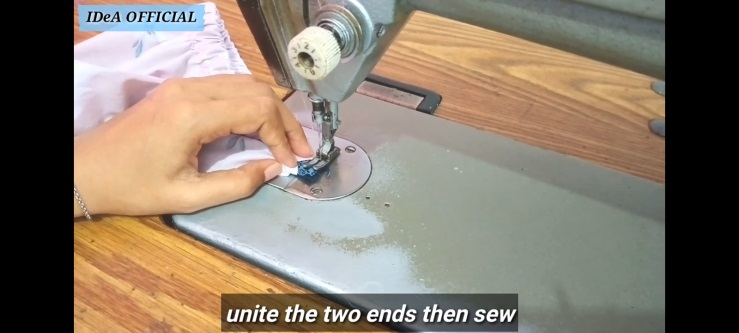 IDeA OFFICIAL
unite the two ends then sew